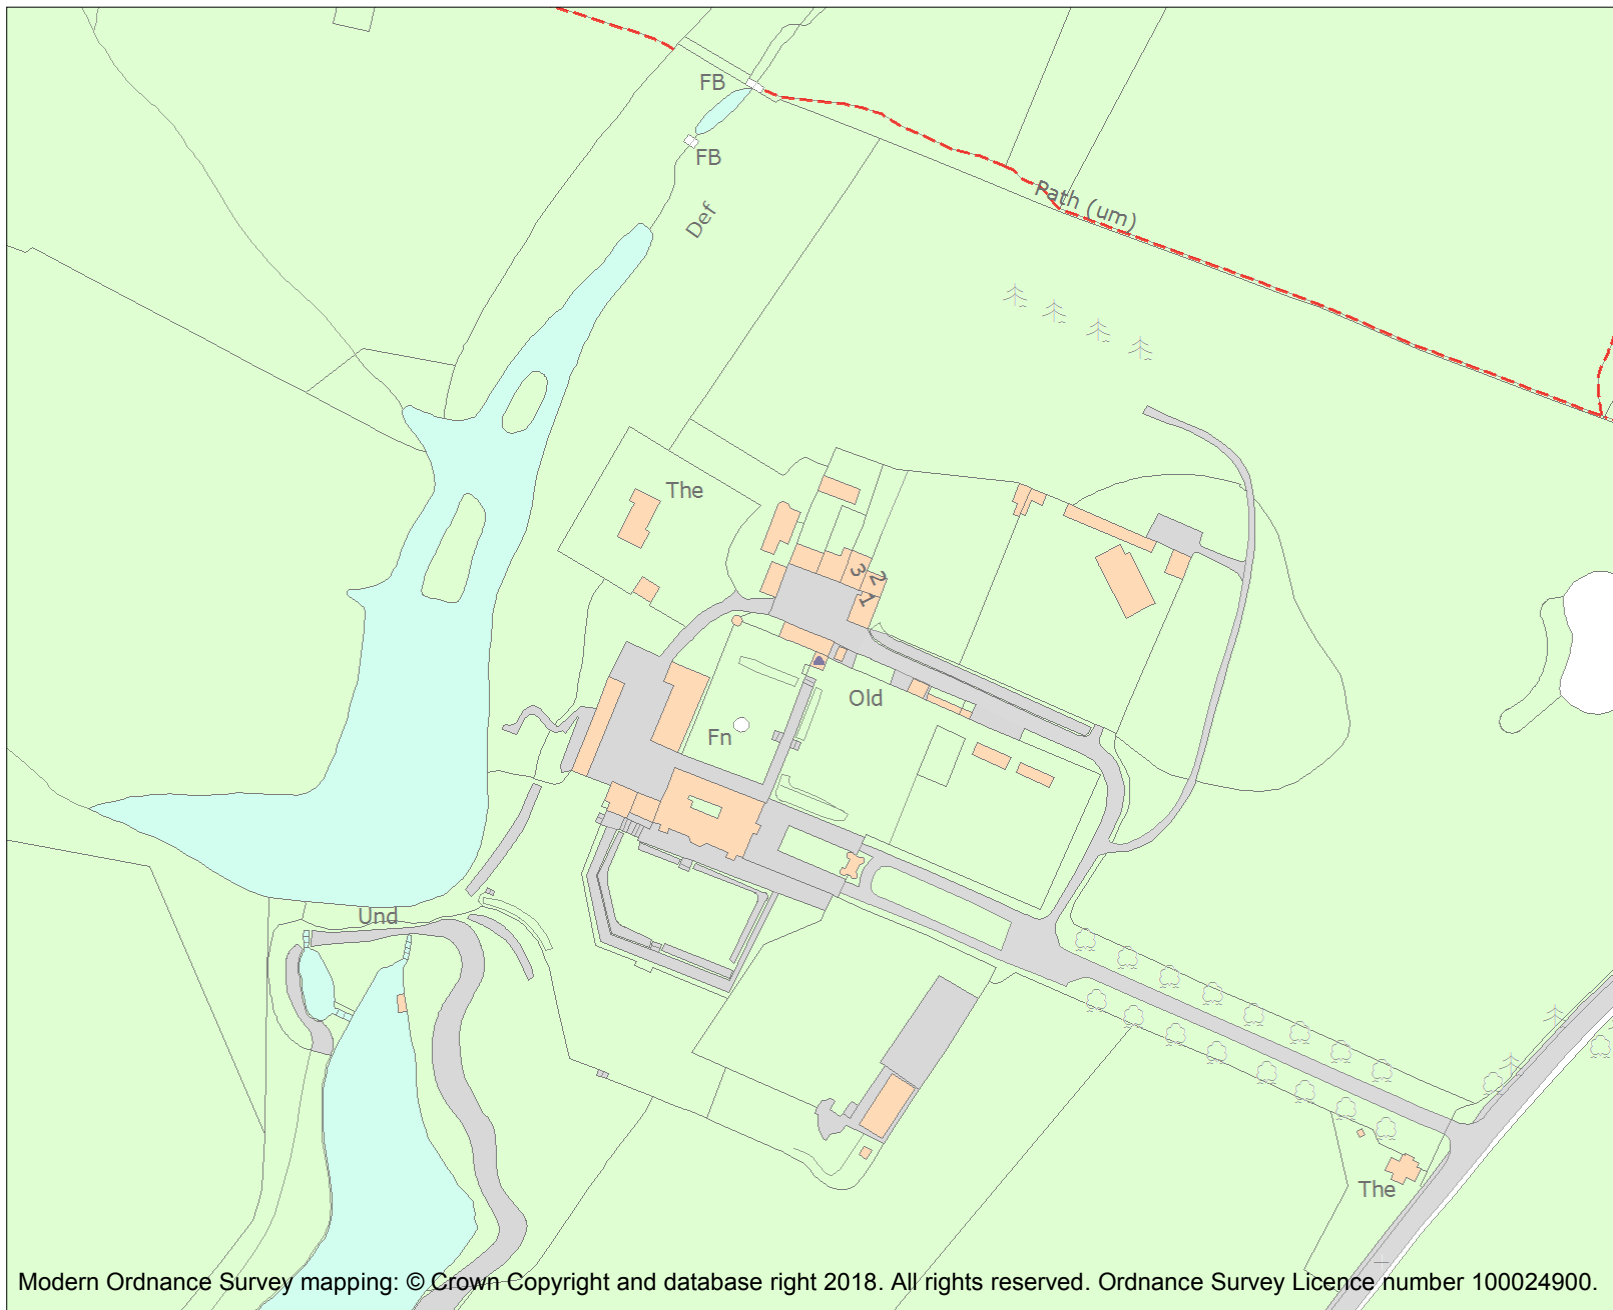 FB
FB
Def
Path (um)
The
3
2
1
Old
Fn
Und
The
Modern Ordnance Survey mapping: © Crown Copyright and database right 2018. All rights reserved. Ordnance Survey Licence number 100024900.